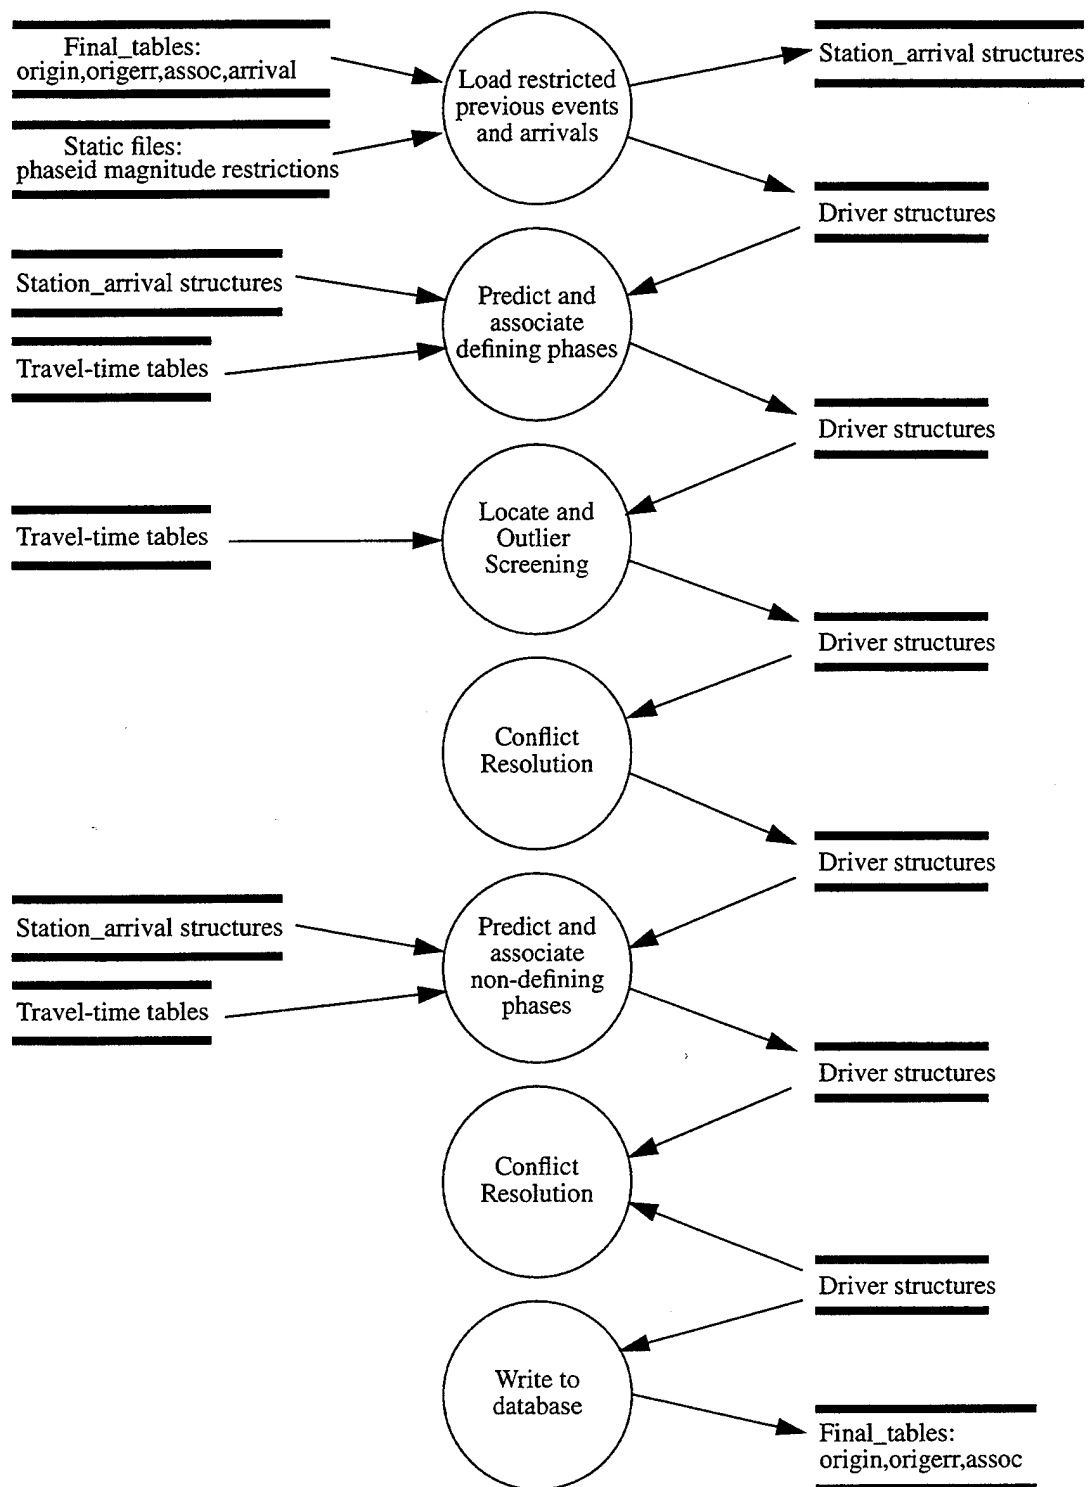 Final_tables:
origin,origerr,assoc,arrival
Static files:
phaseid magnitude restrictions
Load restricted
previous events
and arrivals
Station_arrival structures
Driver structures
Station_arrival structures
Travel-time tables
Predict and
associate
defining phases
Driver structures
Travel-time tables
Locate and
Outlier
Screening
Driver structures
Conflict
Resolution
Driver structures
Station_arrival structures
Travel-time tables
Predict and
associate
non-defining
phases
Driver structures
Conflict
Resolution
Driver structures
Write to
database
Final_tables:
origin,origerr,assoc